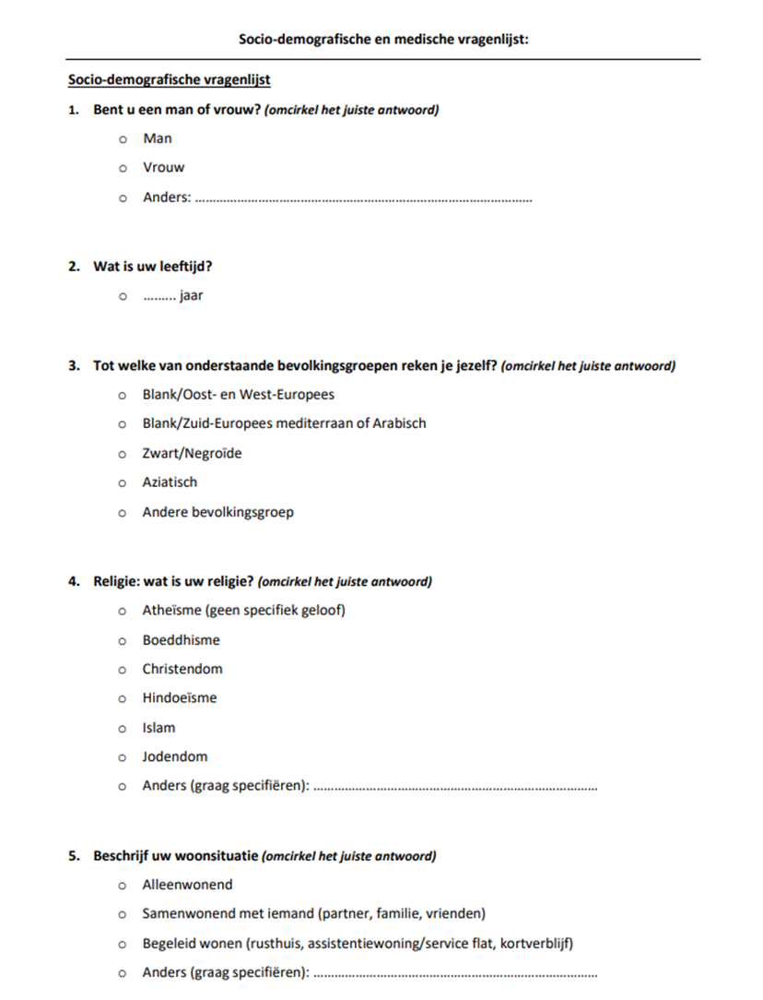 Socio-demografische en medische vragenlijst:
Socio-demografische vragenlijst
1. Bent u een man of vrouw? (omcirkel het juiste antwoord)
o Man
o Vrouw
o Anders: ........................................................................................
2. Wat is uw leeftijd?
o ......... jaar
3. Tot welke van onderstaande bevolkingsgroepen reken je jezelf? (omcirkel het juiste antwoord)
o Blank/Oost- en West-Europees
o Blank/Zuid-Europees mediterraan of Arabisch
o Zwart/Negroïde
o Aziatisch
o Andere bevolkingsgroep
4. Religie: wat is uw religie? (omcirkel het juiste antwoord)
o Atheïsme (geen specifiek geloof)
o Boeddhisme
o Christendom
o Hindoeïsme
o Islam
o Jodendom
o Anders (graag specifiëren): ..........................................................................
5. Beschrijf uw woonsituatie (omcirkel het juiste antwoord)
o Alleenwonend
o Samenwonend met iemand (partner, familie, vrienden)
o Begeleid wonen (rusthuis, assistentiewoning/service flat, kortverblijf)
o Anders (graag specifiëren): ..........................................................................